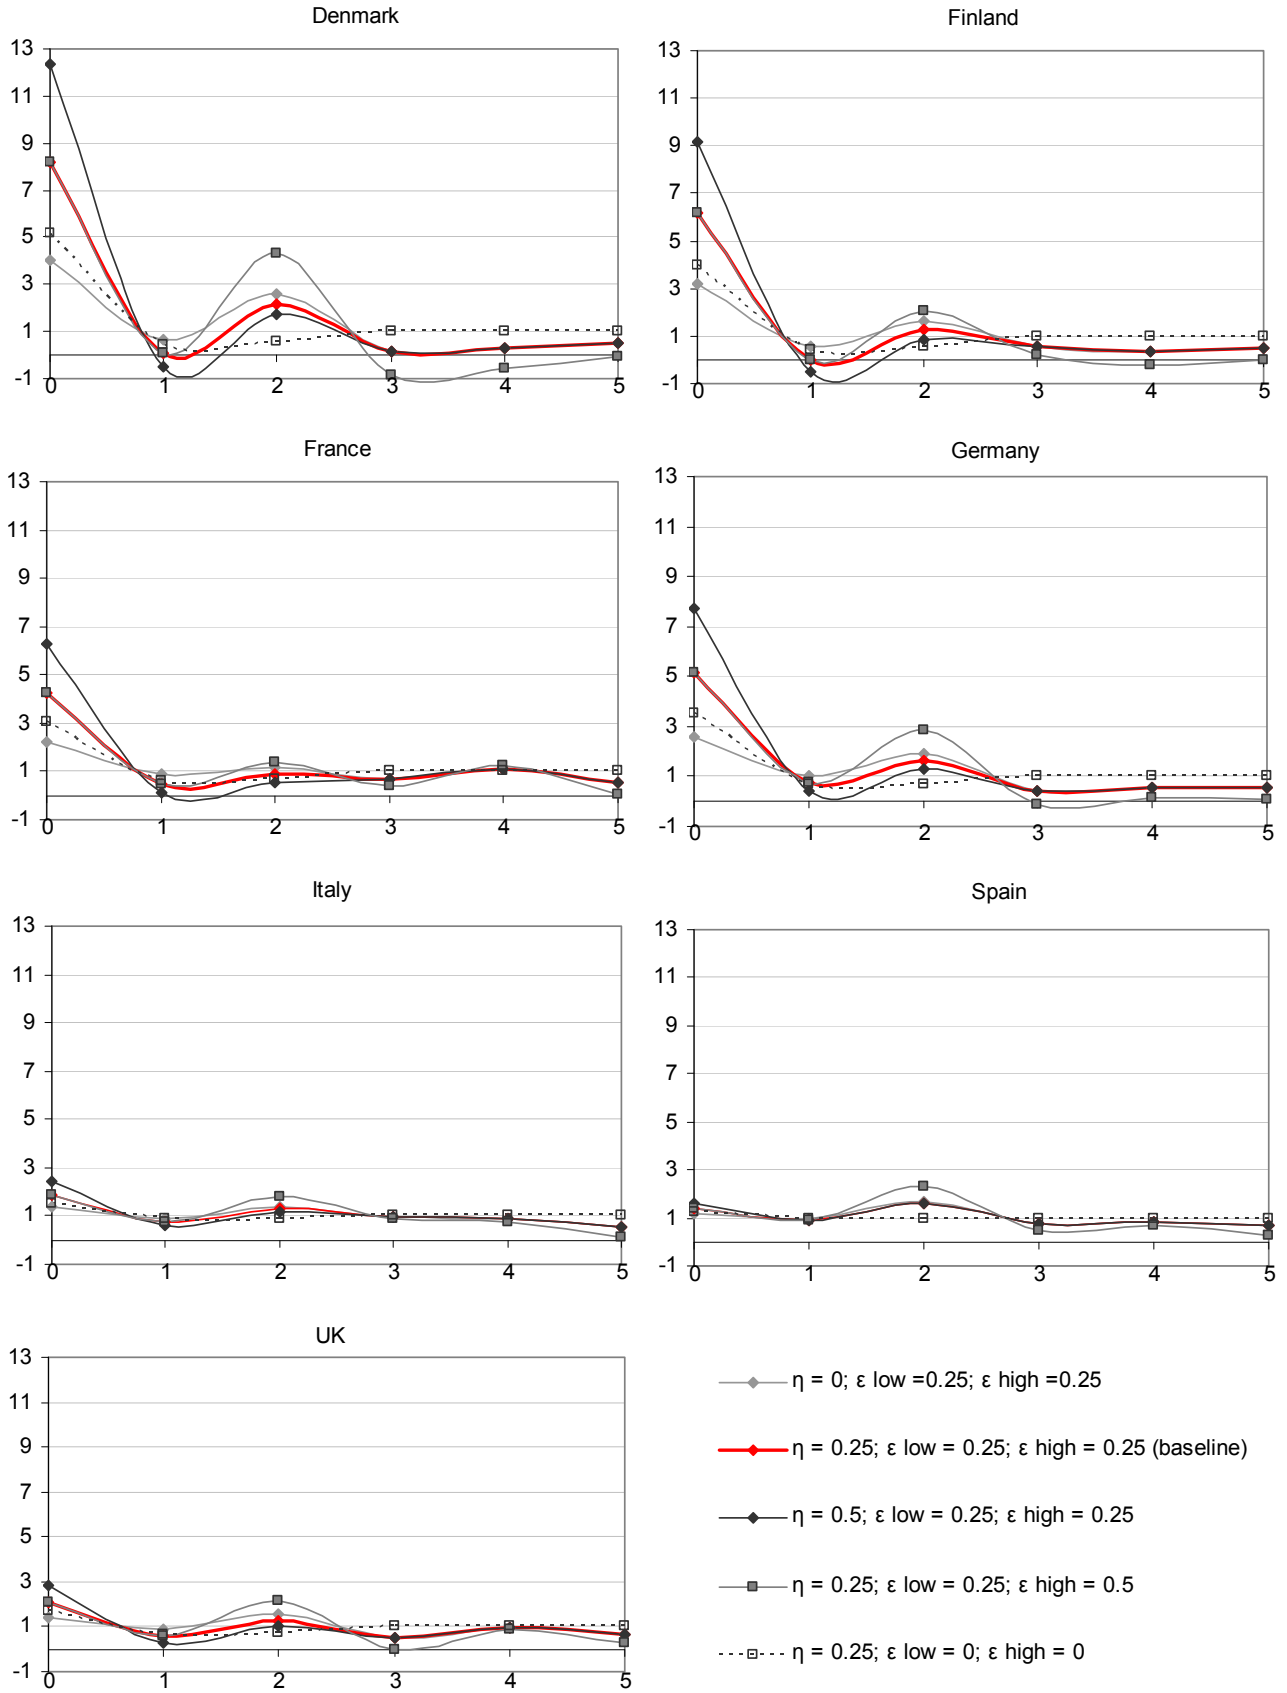 Denmark
13
11
9
7
5
3
1
-1
0 1 2 3 4 5
Finland
13
11
9
7
5
3
1
-1
0 1 2 3 4 5
France
13
11
9
7
5
3
1
-1
0 1 2 3 4 5
Germany
13
11
9
7
5
3
1
-1
0 1 2 3 4 5
Italy
13
11
9
7
5
3
1
-1
0 1 2 3 4 5
Spain
13
11
9
7
5
3
1
-1
0 1 2 3 4 5
UK
13
11
9
7
5
3
1
-1
0 1 2 3 4 5
η = 0; ε low =0.25; ε high =0.25
η = 0.25; ε low = 0.25; ε high = 0.25 (baseline)
η = 0.5; ε low = 0.25; ε high = 0.25
η = 0.25; ε low = 0.25; ε high = 0.5
η = 0.25; ε low = 0; ε high = 0